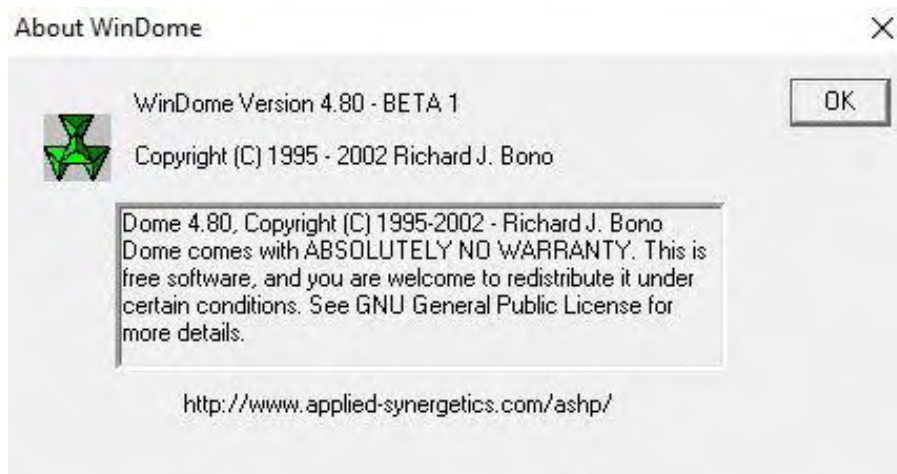 About WinDome
WinDome Version 4.80 - BETA 1
OK
Copyright (C) 1995 - 2002 Richard J. Bono
Dome 4.80, Copyright (C) 1995-2002 - Richard J. Bono
Dome comes with ABSOLUTELY NO WARRANTY. This is
free software, and you are welcome to redistribute it under
certain conditions. See GNU General Public License for
more details.
http://www.applied-synergetics.com/ashp/